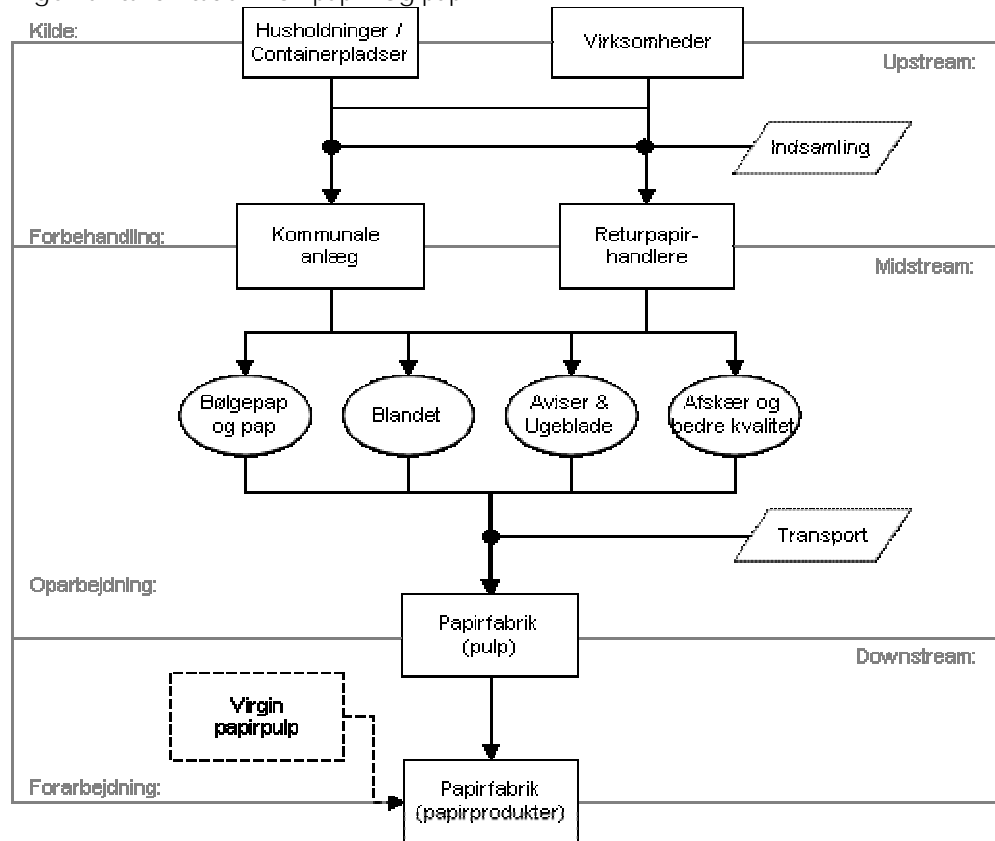 Kilde:
Husholdninger /
Containerpladser
Virksomheder
Upstream:
Indsamling
Forbehandling:
Kommunale
anlæg
Returpapir-
handlere
Midstream:
Bølgepap
og pap
Blandet
Aviser &
Ugeblade
Afskær og
bedre kvalitet
Transport
Oparbejdning:
Papirfabrik
(pulp)
Downstream:
Virgin
papirpulp
Forarbejdning:
Papirfabrik
(papirprodukter)